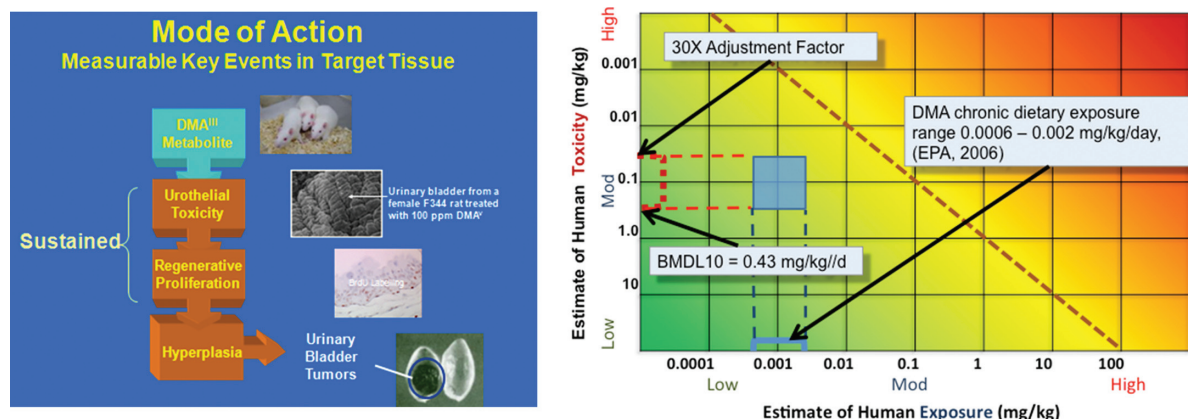 Mode of Action
Measurable Key Events in Target Tissue
DMAIII
Metabolite
Urothelial
Toxicity
Sustained
Regenerative
Proliferation
Hyperplasia
Urinary bladder from a
female F344 rat treated
with 100 ppm DMAV
BrdU Labeling
Urinary
Bladder
Tumors
Estimate of Human Toxicity (mg/kg)
High
Mod
Low
0.001
0.01
0.1
1.0
10
30X Adjustment Factor
DMA chronic dietary exposure
range 0.0006 – 0.002 mg/kg/day,
(EPA, 2006)
BMDL10 = 0.43 mg/kg//d
0.0001 0.001 0.01 0.1 1 10 100
Low Mod High
Estimate of Human Exposure (mg/kg)